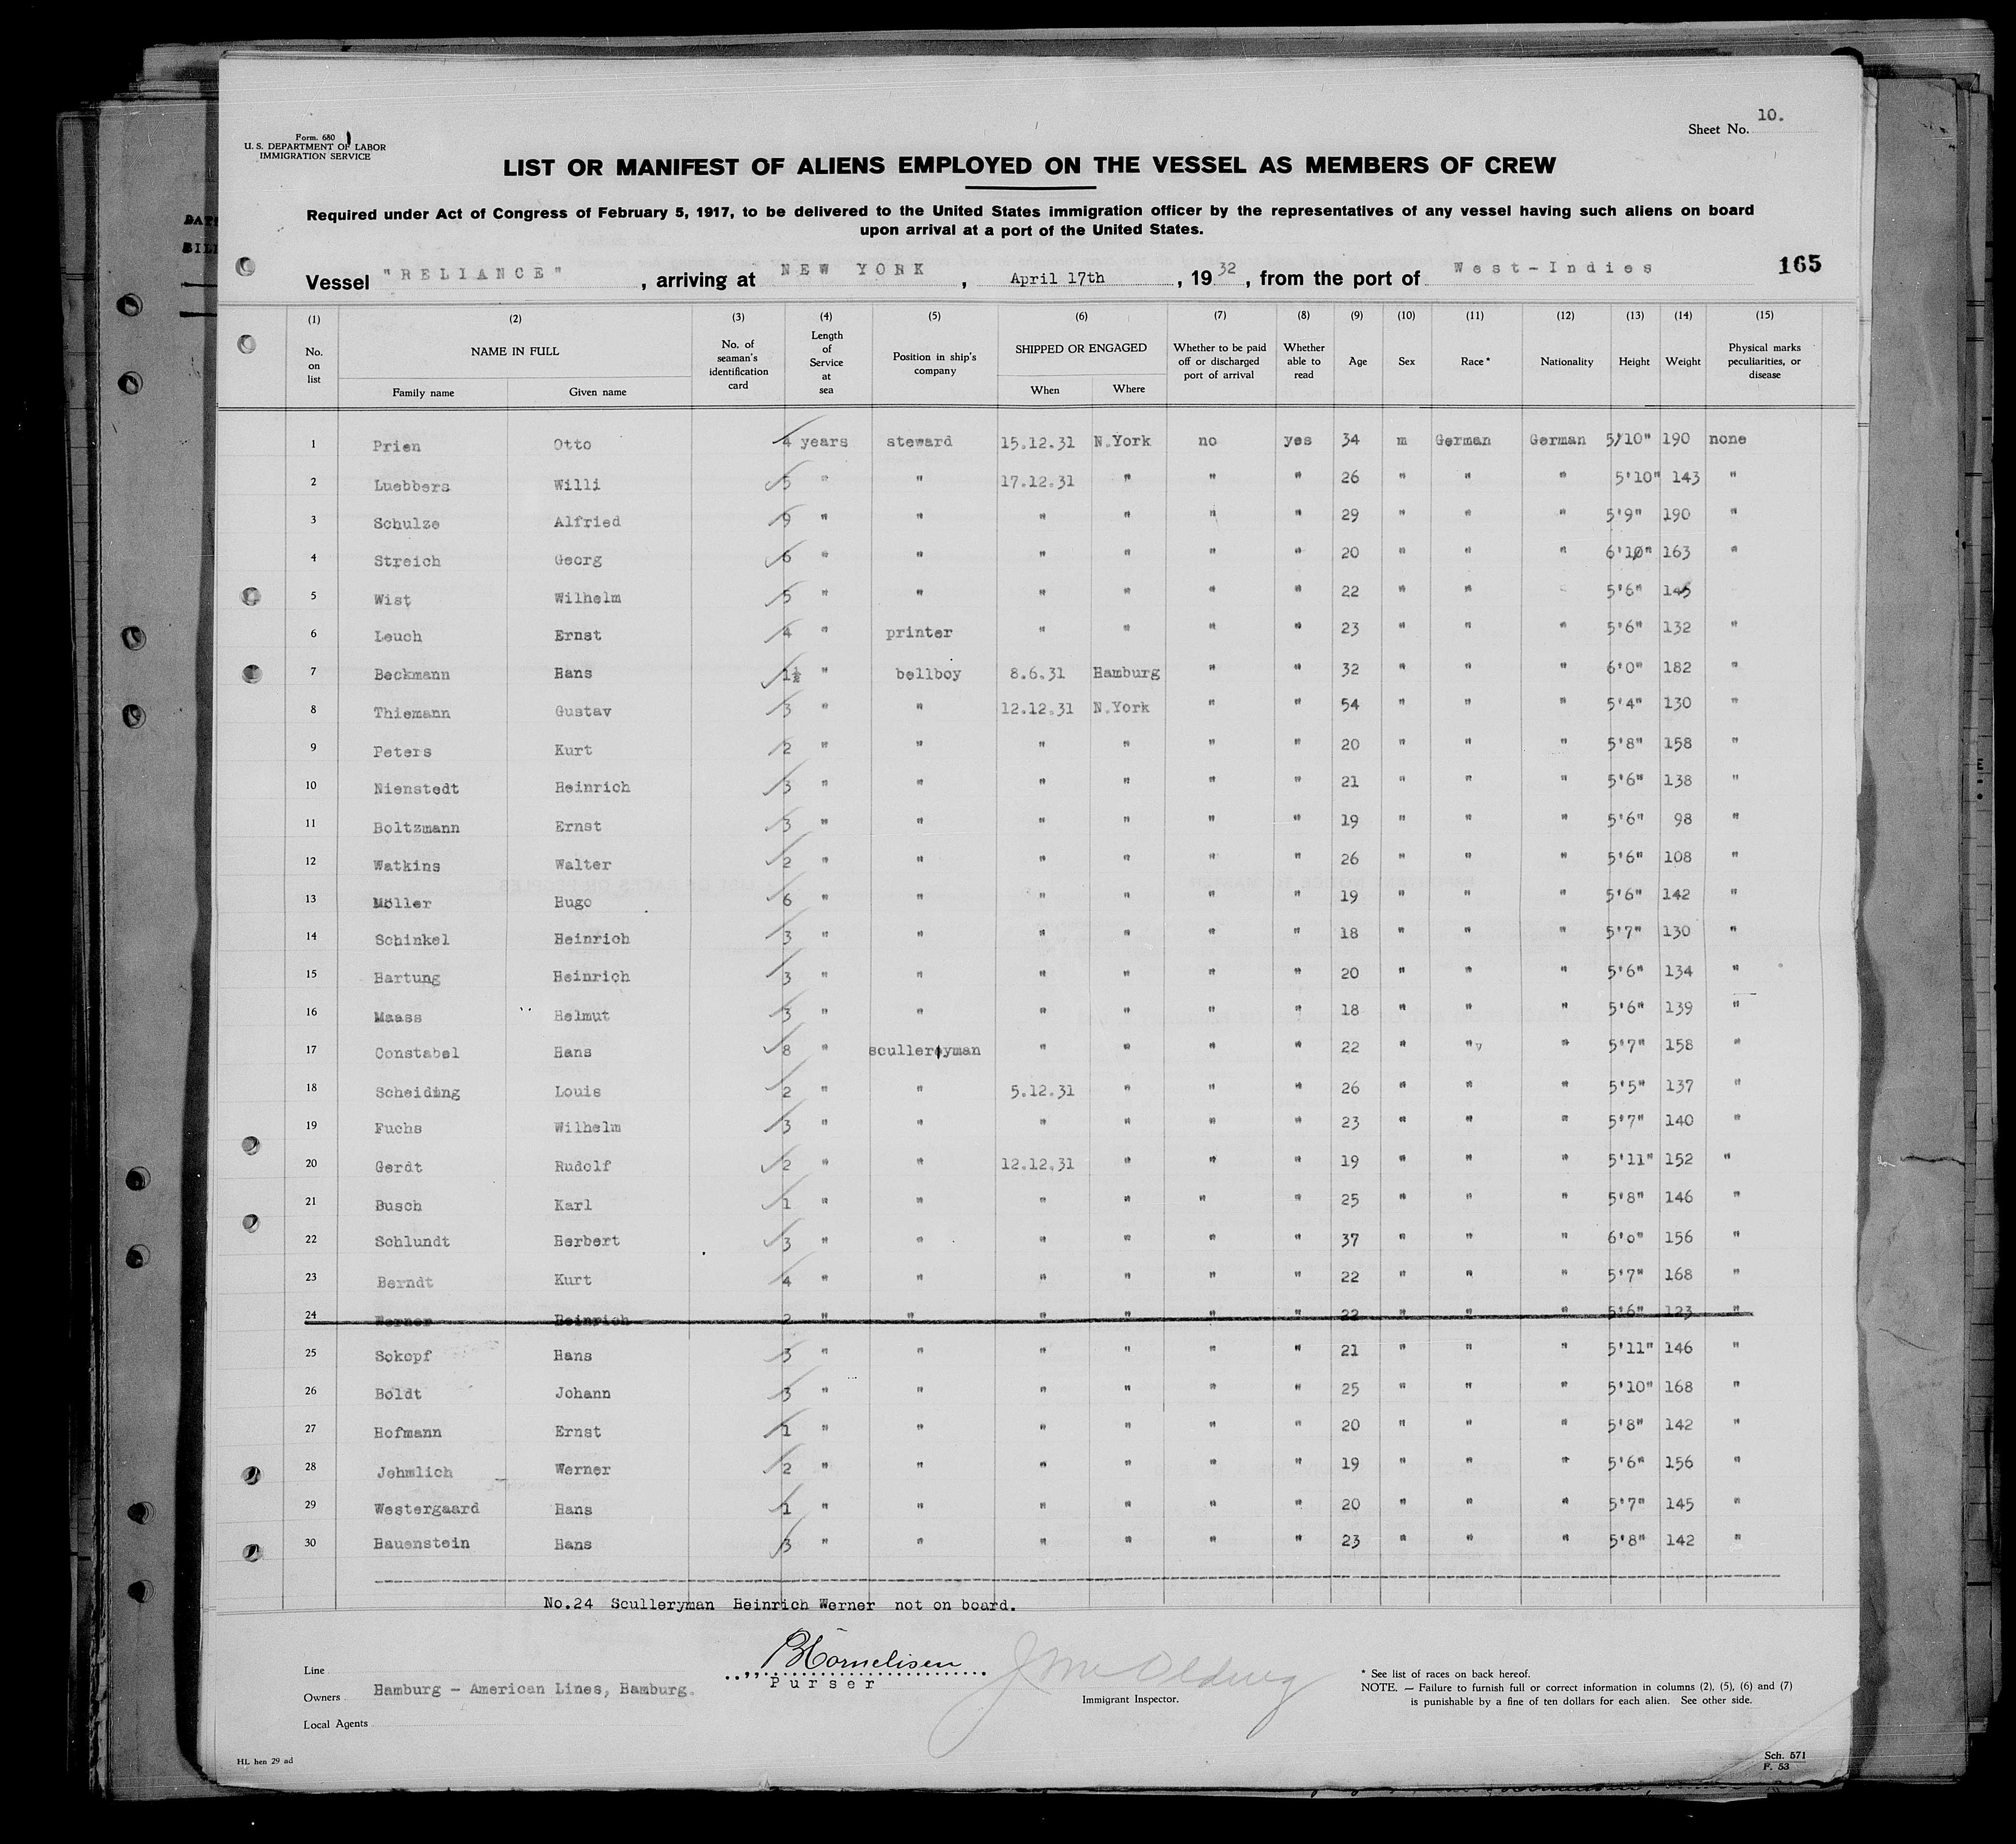 Sheet No. 10.
Form. 680
U. S. DEPARTMENT OF LABOR
IMMIGRATION SERVICE
LIST OR MANIFEST OF ALIENS EMPLOYED ON THE VESSEL AS MEMBERS OF CREW
Required under Act of Congress of February 5, 1917, to be delivered to the United States immigration officer by the representatives of any vessel having such aliens on board
upon arrival at a port of the United States.
Vessel "RELIANCE", arriving at NEW YORK, April 17th, 1932, from the port of West-Indies 165
(1) (2) (3) (4) (5) (6) (7) (8) (9) (10) (11) (12) (13) (14) (15)
No. on list NAME IN FULL Family name Given name No. of seaman's identification card Length of Service at sea Position in ship's company SHIPPED OR ENGAGED When Where Whether to be paid off or discharged port of arrival Whether able to read Age Sex Race* Nationality Height Weight Physical marks peculiarities, or disease
1 Prien Otto 4 years steward 15.12.31 N.York no yes 34 m German German 5'10" 190 none
2 Luebbers Willi 5 " " 17.12.31 " " " 26 " " " 5'10" 143 "
3 Schulze Alfried 9 " " " " " " 29 " " " 5'9" 190 "
4 Streich Georg 6 " " " " " " 20 " " " 6'10" 163 "
5 Wist Wilhelm 5 " " " " " " 22 " " " 5'6" 145
6 Leuch Ernst 4 " printer " " " " 23 " " " 5'6" 132 "
7 Beckmann Hans 1½ " bellboy 8.6.31 Hamburg " " 32 " " " 6'0" 182 "
8 Thiemann Gustav 3 " " 12.12.31 N.York " " 54 " " " 5'4" 130 "
9 Peters Kurt 2 " " " " " " 20 " " " 5'8" 158 "
10 Nienstedt Heinrich 3 " " " " " " 21 " " " 5'6" 138 "
11 Boltzmann Ernst 3 " " " " " " 19 " " " 5'6" 98 "
12 Watkins Walter 2 " " " " " " 26 " " " 5'6" 108 "
13 Möller Hugo 6 " " " " " " 19 " " " 5'6" 142 "
14 Schinkel Heinrich 3 " " " " " " 18 " " " 5'7" 130 "
15 Hartung Heinrich 3 " " " " " " 20 " " " 5'6" 134 "
16 Maass Helmut 3 " " " " " " 18 " " " 5'6" 139 "
17 Constabel Hans 8 " sculleryman " " " " 22 " " " 5'7" 158 "
18 Scheiding Louis 2 " " 5.12.31 " " " 26 " " " 5'5" 137 "
19 Fuchs Wilhelm 3 " " " " " " 23 " " " 5'7" 140 "
20 Gerdt Rudolf 2 " " 12.12.31 " " " 19 " " " 5'11" 152 "
21 Busch Karl 1 " " " " " " 25 " " " 5'8" 146 "
22 Schlundt Herbert 3 " " " " " " 37 " " " 6'0" 156 "
23 Berndt Kurt 4 " " " " " " 22 " " " 5'7" 168 "
24 Werner Heinrich 2 " " " " " " 22 " " " 5'6" 123 "
25 Sokopf Hans 3 " " " " " " 21 " " " 5'11" 146 "
26 Boldt Johann 3 " " " " " " 25 " " " 5'10" 168 "
27 Hofmann Ernst 1 " " " " " " 20 " " " 5'8" 142 "
28 Jehmlich Werner 2 " " " " " " 19 " " " 5'6" 156 "
29 Westergaard Hans 1 " " " " " " 20 " " " 5'7" 145 "
30 Bauenstein Hans 3 " " " " " " 23 " " " 5'8" 142 "
No.24 Sculleryman Heinrich Werner not on board.
Line
Owners Hamburg - American Lines, Hamburg.
Local Agents
Cornelisen
Purser
Immigrant Inspector.
* See list of races on back hereof.
NOTE. — Failure to furnish full or correct information in columns (2), (5), (6) and (7)
is punishable by a fine of ten dollars for each alien. See other side.
HL hen 29 ad
Sch. 571
F. 53